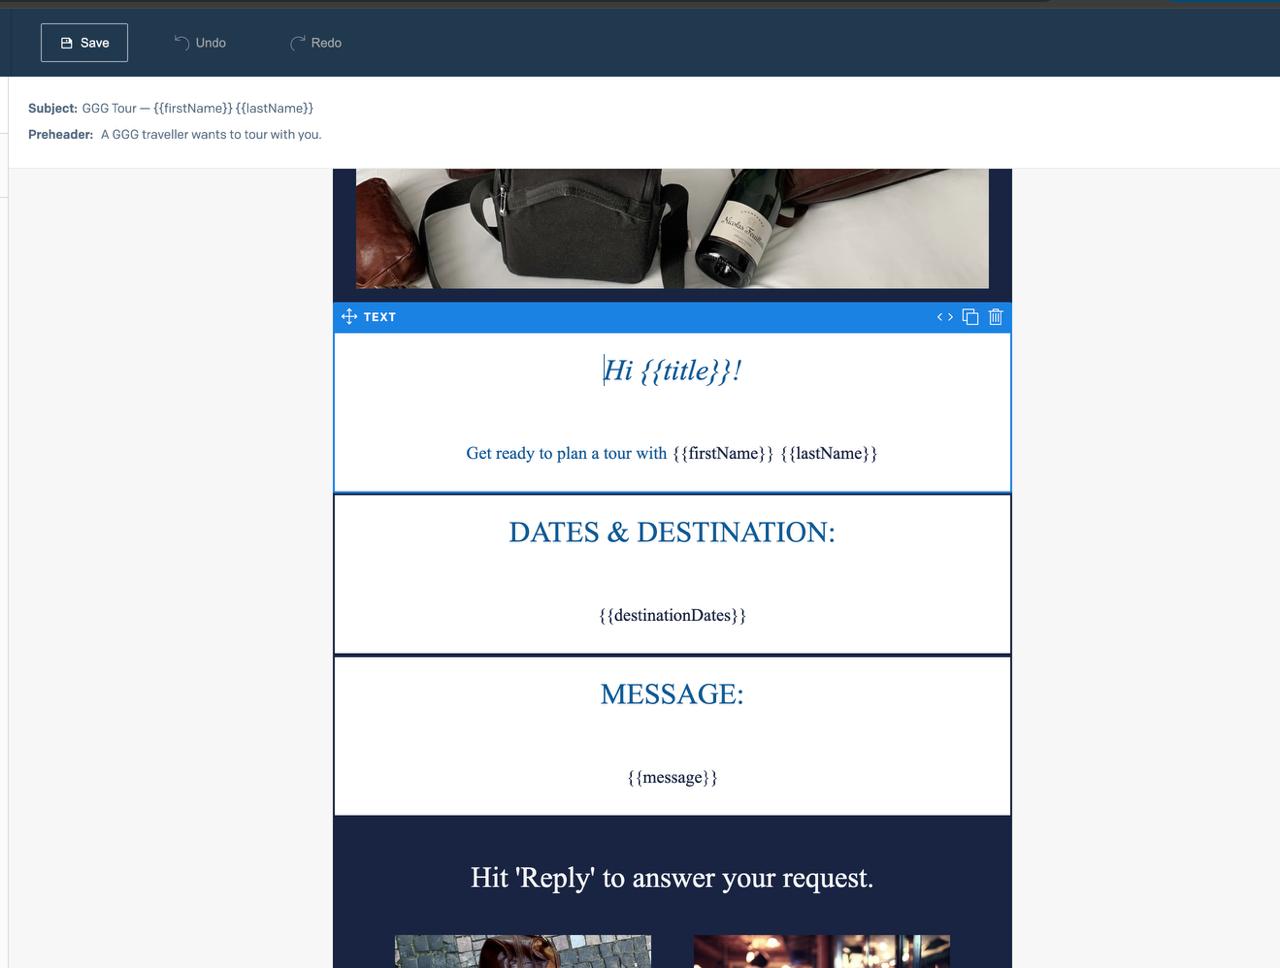 Save
Undo
Redo
Subject: GGG Tour — {{firstName}} {{lastName}}
Preheader: A GGG traveller wants to tour with you.
CHAMPAGNE
Nicolas
TEXT
Hi {{title}}!
Get ready to plan a tour with {{firstName}} {{lastName}}
DATES & DESTINATION:
{{destinationDates}}
MESSAGE:
{{message}}
Hit 'Reply' to answer your request.